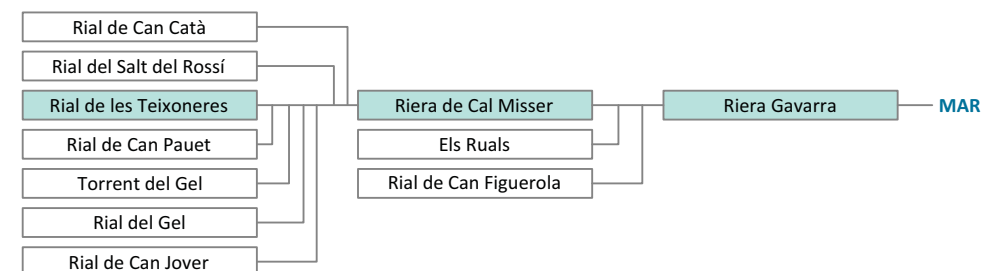 Rial de Can Catà
Rial del Salt del Rossí
Rial de les Teixoneres
Riera de Cal Misser
Riera Gavarra
MAR
Rial de Can Pauet
Els Ruals
Torrent del Gel
Rial de Can Figuerola
Rial del Gel
Rial de Can Jover